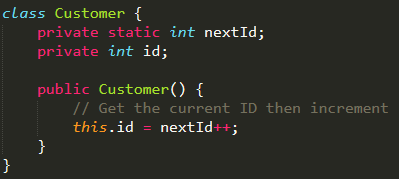 class Customer {
    private static int nextId;
    private int id;

    public Customer() {
        // Get the current ID then increment
        this.id = nextId++;
    }
}